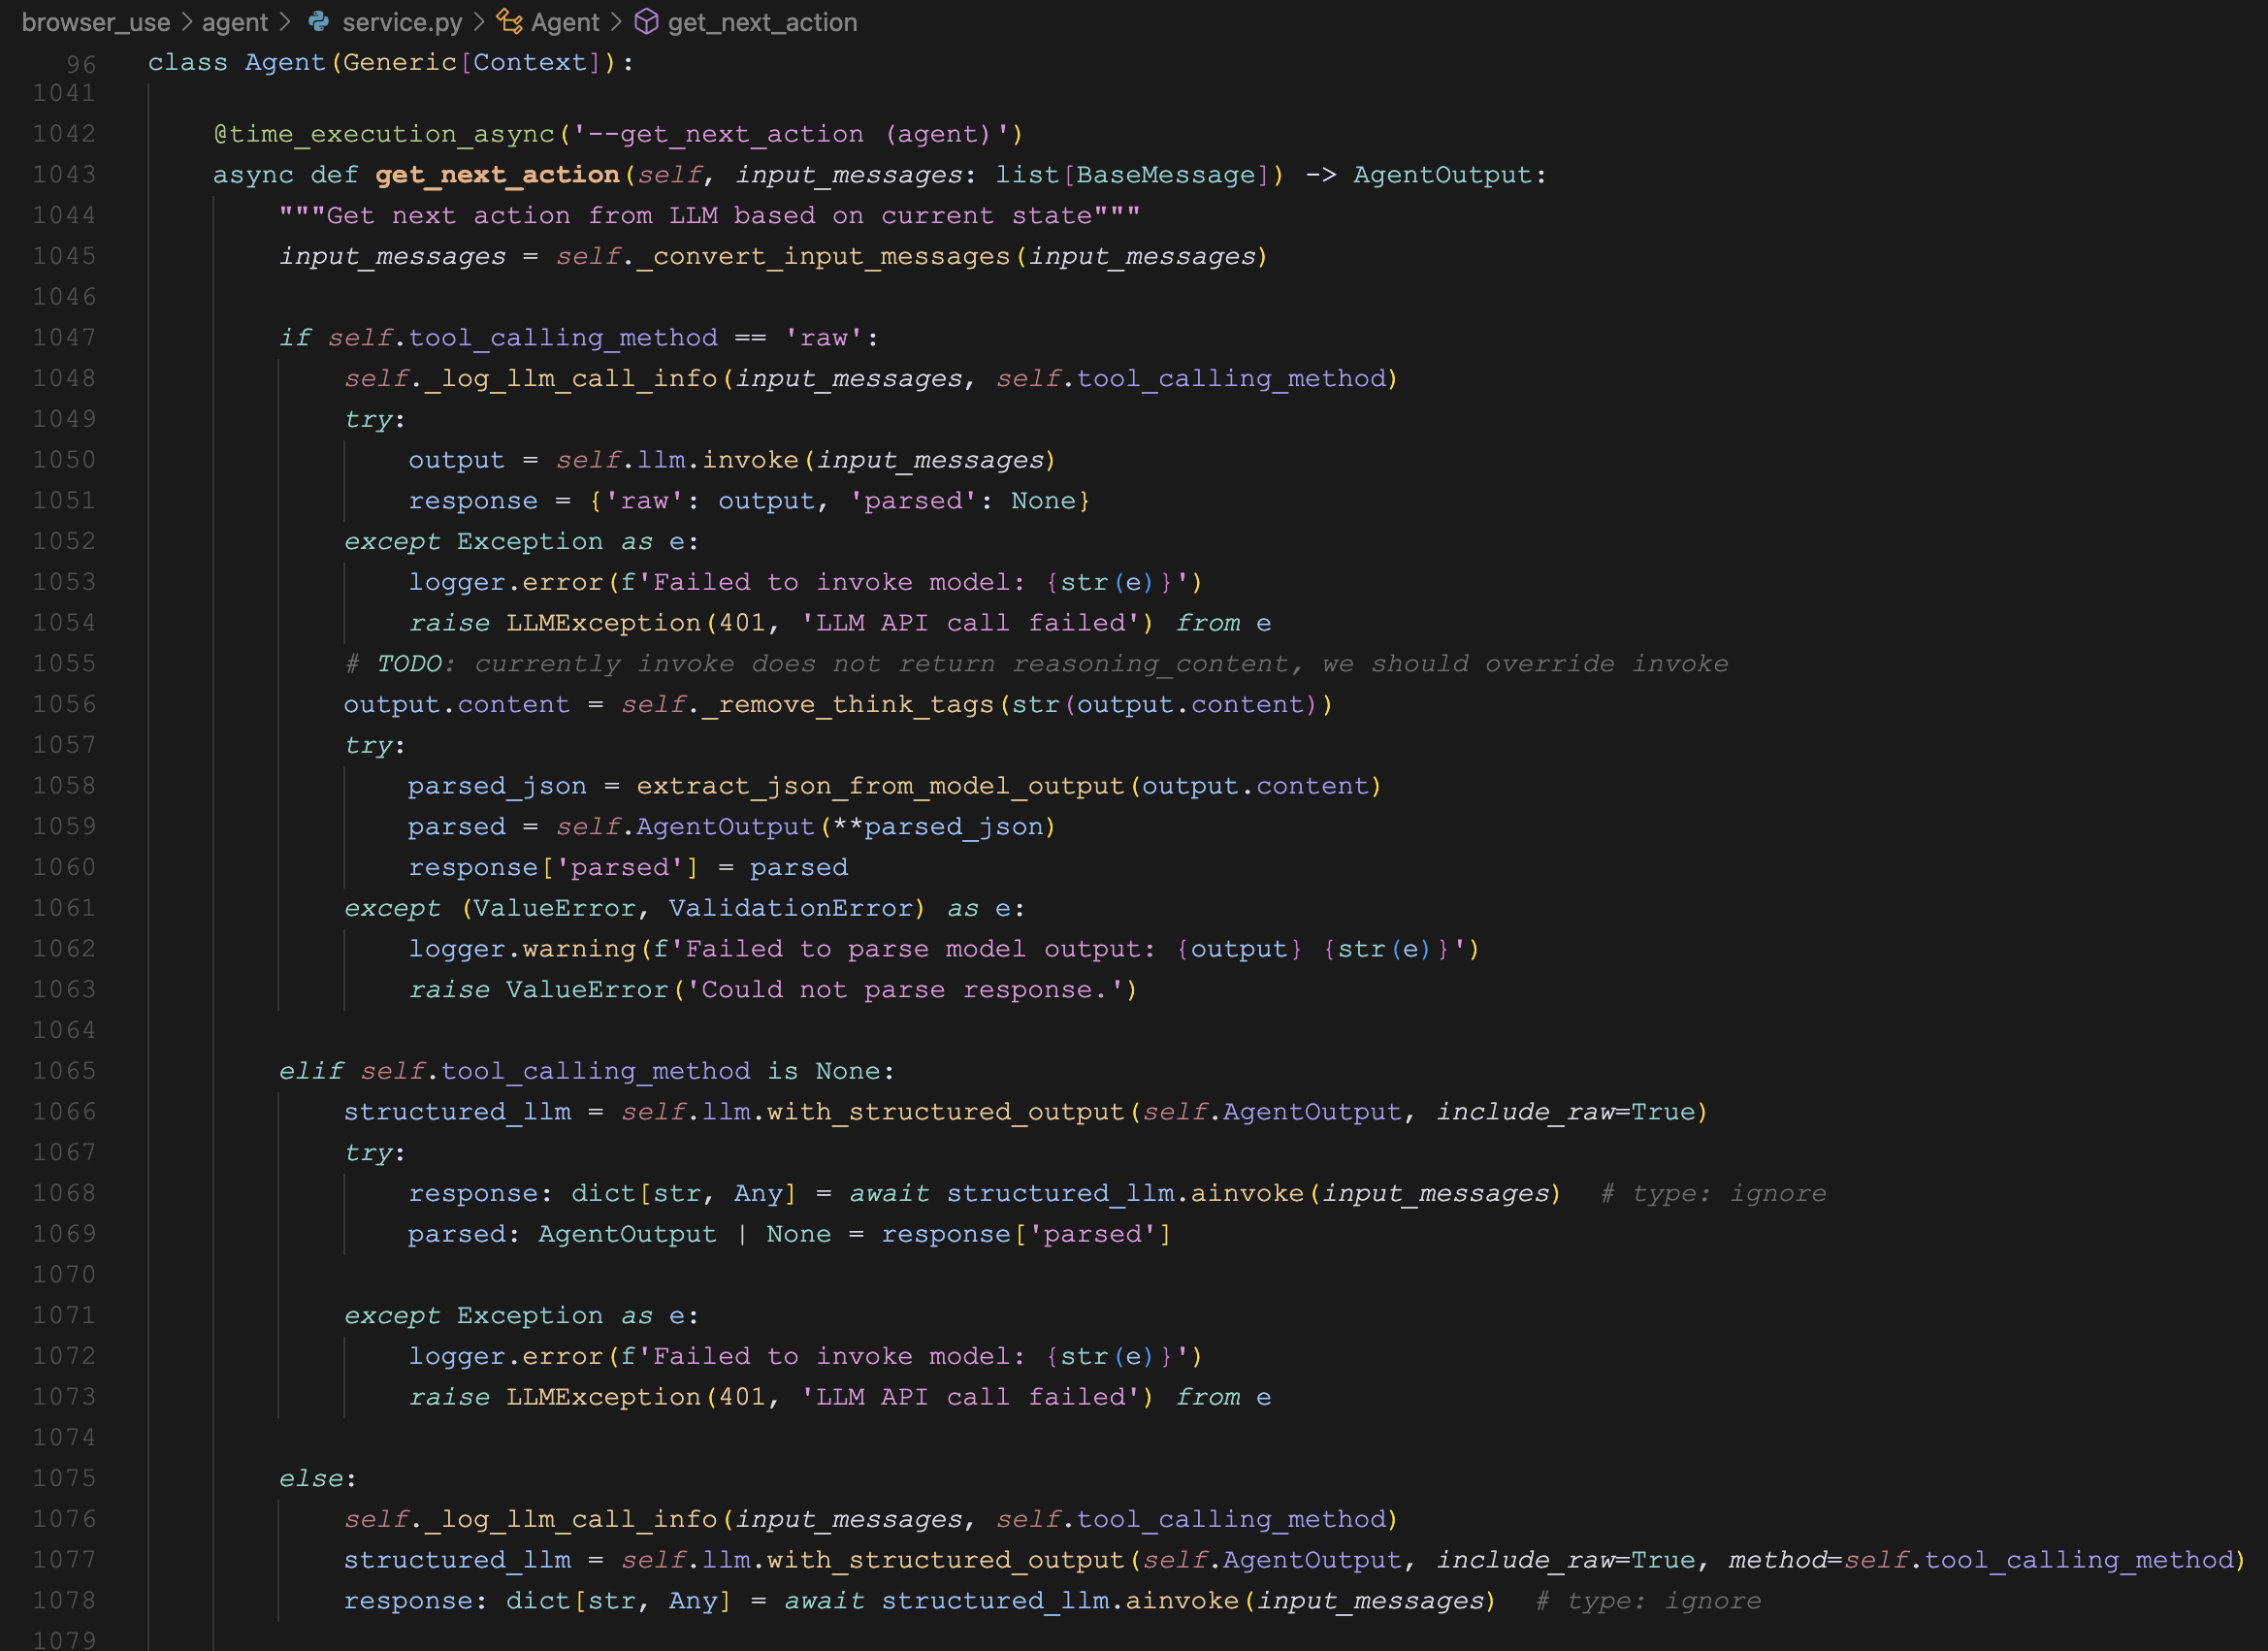 browser_use > agent > service.py > Agent > get_next_action
96 class Agent(Generic[Context]):
1041
1042 @time_execution_async('--get_next_action (agent)')
1043 async def get_next_action(self, input_messages: list[BaseMessage]) -> AgentOutput:
1044 """Get next action from LLM based on current state"""
1045 input_messages = self._convert_input_messages(input_messages)
1046
1047 if self.tool_calling_method == 'raw':
1048 self._log_llm_call_info(input_messages, self.tool_calling_method)
1049 try:
1050 output = self.llm.invoke(input_messages)
1051 response = {'raw': output, 'parsed': None}
1052 except Exception as e:
1053 logger.error(f'Failed to invoke model: {str(e)}')
1054 raise LLMException(401, 'LLM API call failed') from e
1055 # TODO: currently invoke does not return reasoning_content, we should override invoke
1056 output.content = self._remove_think_tags(str(output.content))
1057 try:
1058 parsed_json = extract_json_from_model_output(output.content)
1059 parsed = self.AgentOutput(**parsed_json)
1060 response['parsed'] = parsed
1061 except (ValueError, ValidationError) as e:
1062 logger.warning(f'Failed to parse model output: {output} {str(e)}')
1063 raise ValueError('Could not parse response.')
1064
1065 elif self.tool_calling_method is None:
1066 structured_llm = self.llm.with_structured_output(self.AgentOutput, include_raw=True)
1067 try:
1068 response: dict[str, Any] = await structured_llm.ainvoke(input_messages)  # type: ignore
1069 parsed: AgentOutput | None = response['parsed']
1070
1071 except Exception as e:
1072 logger.error(f'Failed to invoke model: {str(e)}')
1073 raise LLMException(401, 'LLM API call failed') from e
1074
1075 else:
1076 self._log_llm_call_info(input_messages, self.tool_calling_method)
1077 structured_llm = self.llm.with_structured_output(self.AgentOutput, include_raw=True, method=self.tool_calling_method)
1078 response: dict[str, Any] = await structured_llm.ainvoke(input_messages)  # type: ignore
1079